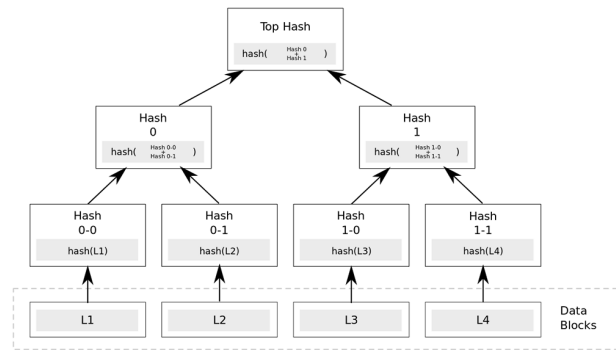 Top Hash
hash( Hash 0 + Hash 1 )
Hash
0
hash( Hash 0-0 + Hash 0-1 )
Hash
1
hash( Hash 1-0 + Hash 1-1 )
Hash
0-0
hash(L1)
Hash
0-1
hash(L2)
Hash
1-0
hash(L3)
Hash
1-1
hash(L4)
L1
L2
L3
L4
Data
Blocks